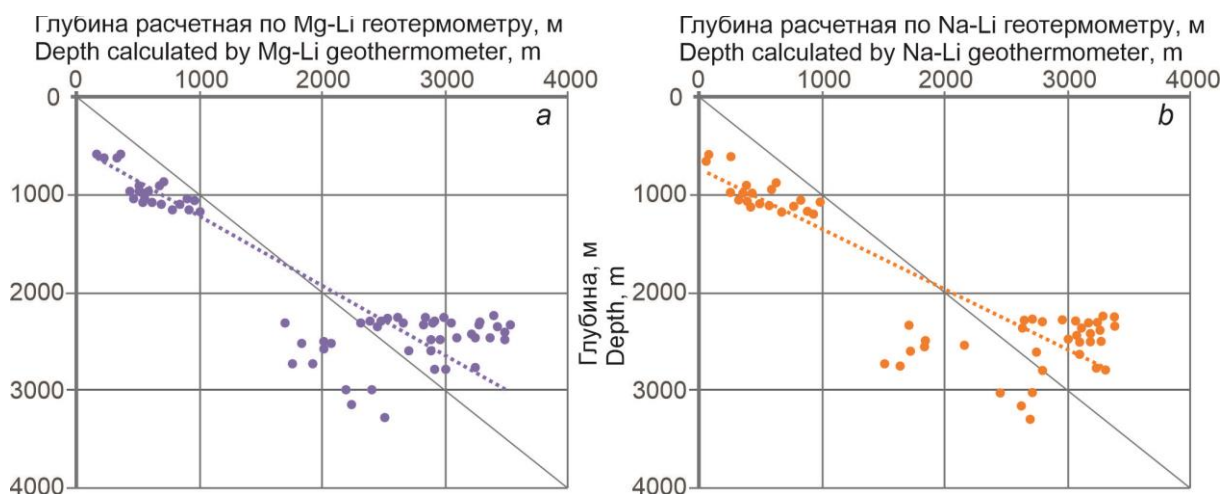 Глубина расчетная по Mg-Li геотермометру, м
Depth calculated by Mg-Li geothermometer, m
0 1000 2000 3000 4000
0
1000
2000
3000
4000
a
Глубина, м
Depth, m
Глубина расчетная по Na-Li геотермометру, м
Depth calculated by Na-Li geothermometer, m
0 1000 2000 3000 4000
0
1000
2000
3000
4000
b